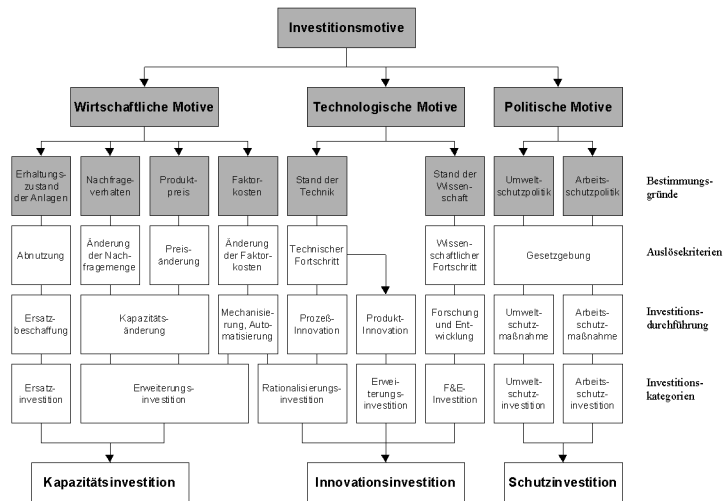 Investitionsmotive
Wirtschaftliche Motive
Technologische Motive
Politische Motive
Erhaltungs-
zustand
der Anlagen
Nachfrage-
verhalten
Produkt-
preis
Faktor-
kosten
Stand der
Technik
Stand der
Wissen-
schaft
Umwelt-
schutzpolitik
Arbeits-
schutzpolitik
Bestimmungs-
gründe
Abnutzung
Änderung
der Nach-
fragemenge
Preis-
änderung
Änderung
der Faktor-
kosten
Technischer
Fortschritt
Wissen-
schaftlicher
Fortschritt
Gesetzgebung
Auslösekriterien
Ersatz-
beschaffung
Kapazitäts-
änderung
Mechanisie-
rung, Auto-
matisierung
Prozeß-
Innovation
Produkt-
Innovation
Forschung
und Ent-
wicklung
Umwelt-
schutz-
maßnahme
Arbeits-
schutz-
maßnahme
Investitions-
durchführung
Ersatz-
investition
Erweiterungs-
investition
Rationalisierungs-
investition
Erwei-
terungs-
investition
F&E-
Investition
Umwelt-
schutz-
investition
Arbeits-
schutz-
investition
Investitions-
kategorien
Kapazitätsinvestition
Innovationsinvestition
Schutzinvestition